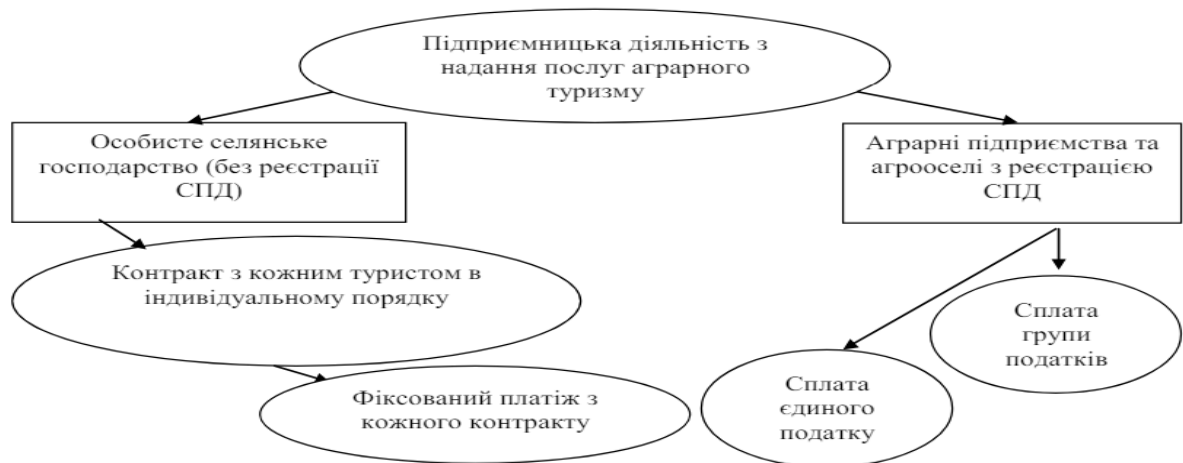 Підприємницька діяльність з
надання послуг аграрного
туризму
Особисте селянське
господарство (без реєстрації
СПД)
Аграрні підприємства та
агрооселі з реєстрацією
СПД
Контракт з кожним туристом в
індивідуальному порядку
Сплата
групи
податків
Фіксований платіж з
кожного контракту
Сплата
єдиного
податку